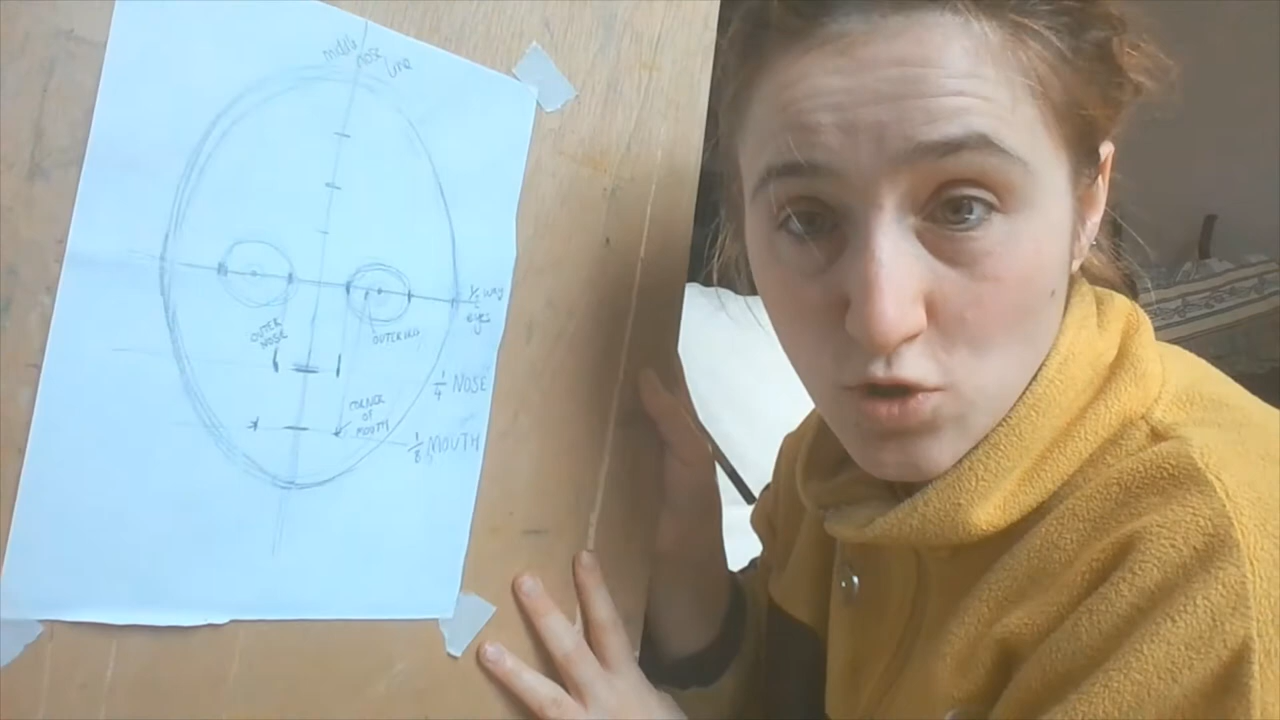 middle
nose
line
1/2 way
eyes
OUTER
NOSE
OUTER IRIS
1/4 NOSE
CORNER
OF
MOUTH
1/8 MOUTH